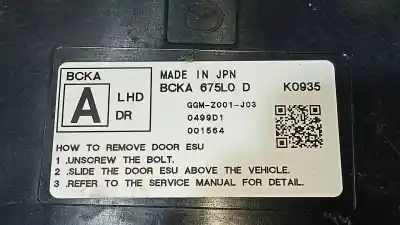 BCKA
A
LHD
DR
MADE IN JPN
BCKA 675L0 D
K0935
GGM-Z001-J03
0499D1
001564
HOW TO REMOVE DOOR ESU
1 .UNSCREW THE BOLT.
2 .SLIDE THE DOOR ESU ABOVE THE VEHICLE.
3 .REFER TO THE SERVICE MANUAL FOR DETAIL.